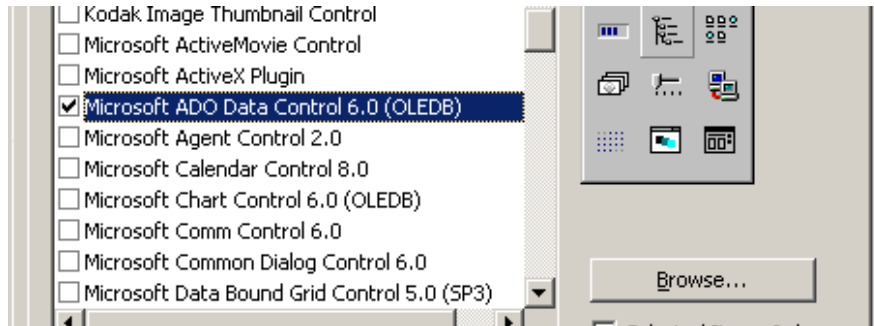 Kodak Image Thumbnail Control
Microsoft ActiveMovie Control
Microsoft ActiveX Plugin
Microsoft ADO Data Control 6.0 (OLEDB)
Microsoft Agent Control 2.0
Microsoft Calendar Control 8.0
Microsoft Chart Control 6.0 (OLEDB)
Microsoft Comm Control 6.0
Microsoft Common Dialog Control 6.0
Microsoft Data Bound Grid Control 5.0 (SP3)
Browse...